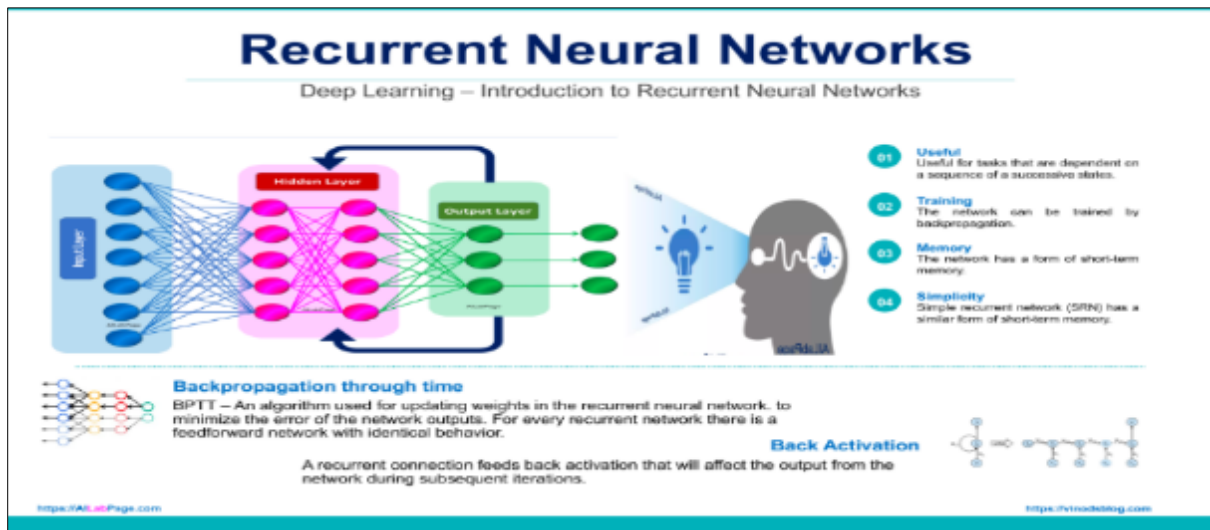 Recurrent Neural Networks
Deep Learning – Introduction to Recurrent Neural Networks
Input Layer
Hidden Layer
Output Layer
01
Useful
Useful for tasks that are dependent on
a sequence of a successive states.
02
Training
The network can be trained by
backpropagation.
03
Memory
The network has a form of short-term
memory.
04
Simplicity
Simple recurrent network (SRN) has a
similar form of short-term memory.
AILabPage
Backpropagation through time
BPTT – An algorithm used for updating weights in the recurrent neural network. to
minimize the error of the network outputs. For every recurrent network there is a
feedforward network with identical behavior.
Back Activation
A recurrent connection feeds back activation that will affect the output from the
network during subsequent iterations.
https://AILabPage.com
https://vinodsblog.com